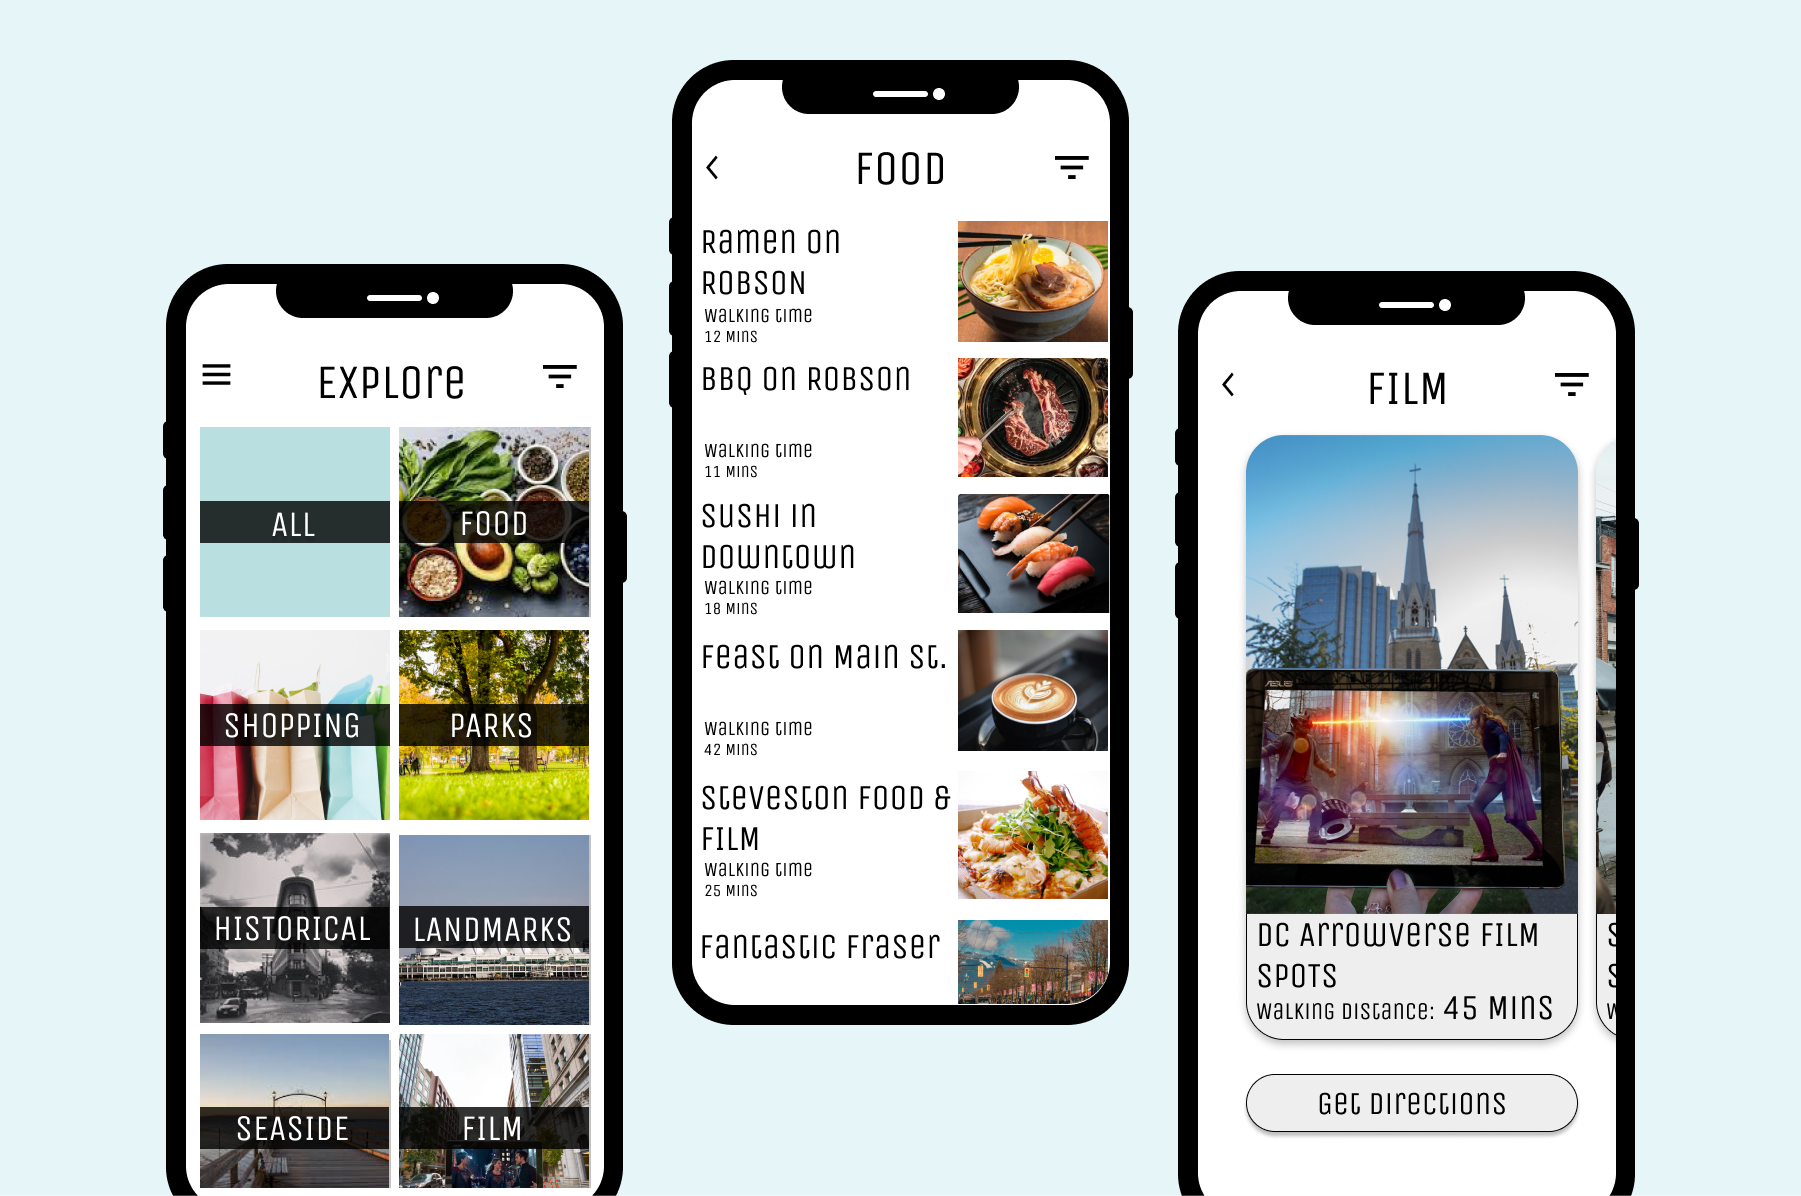 EXPLORE
ALL
FOOD
SHOPPING
PARKS
HISTORICAL
LANDMARKS
SEASIDE
FILM
FOOD
Ramen on
ROBSON
Walking time
12 MINS
BBQ on ROBSON
Walking time
11 MINS
SUSHI In
Downtown
Walking time
18 MINS
Feast on Main St.
Walking time
42 MINS
Steveston FOOD &
FILM
Walking time
25 MINS
Fantastic Fraser
FILM
ASUS
DC Arrowverse FILM
SPOTS
Walking Distance: 45 MINS
S
S
W
Get Directions